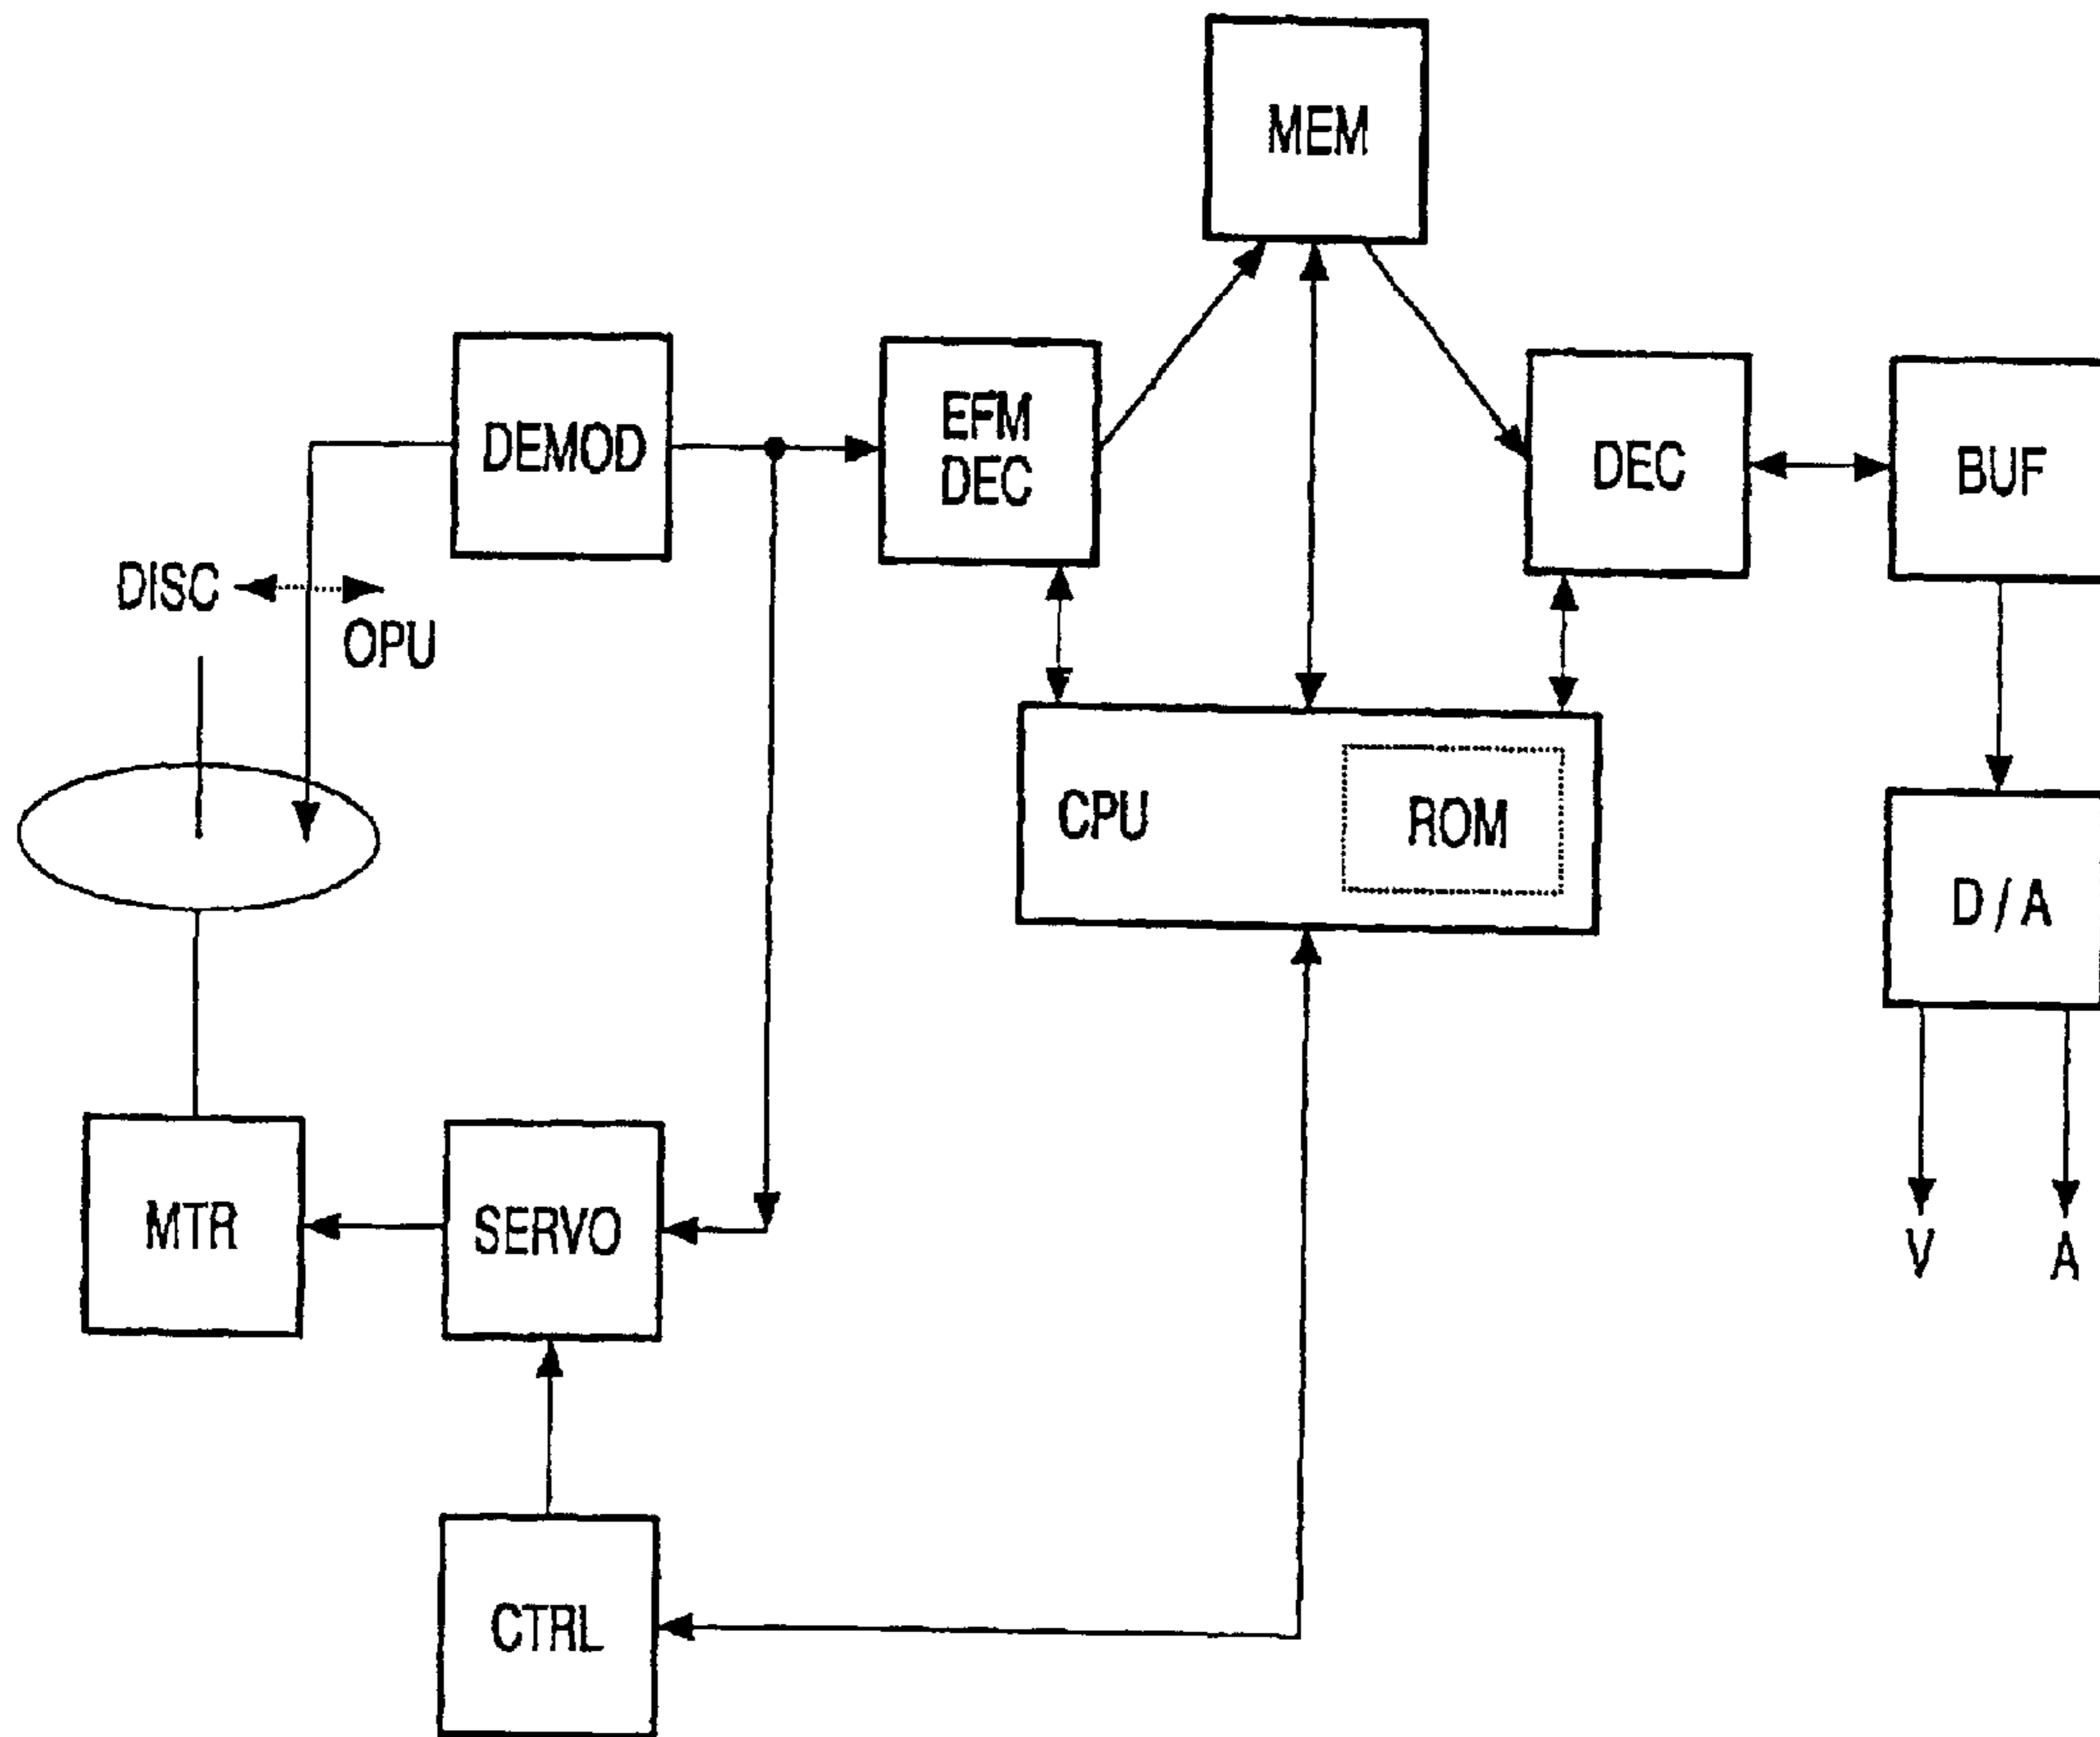 MEM
DEMOD
EFM
DEC
DEC
BUF
DISC
OPU
CPU
ROM
D/A
MTR
SERVO
V
A
CTRL